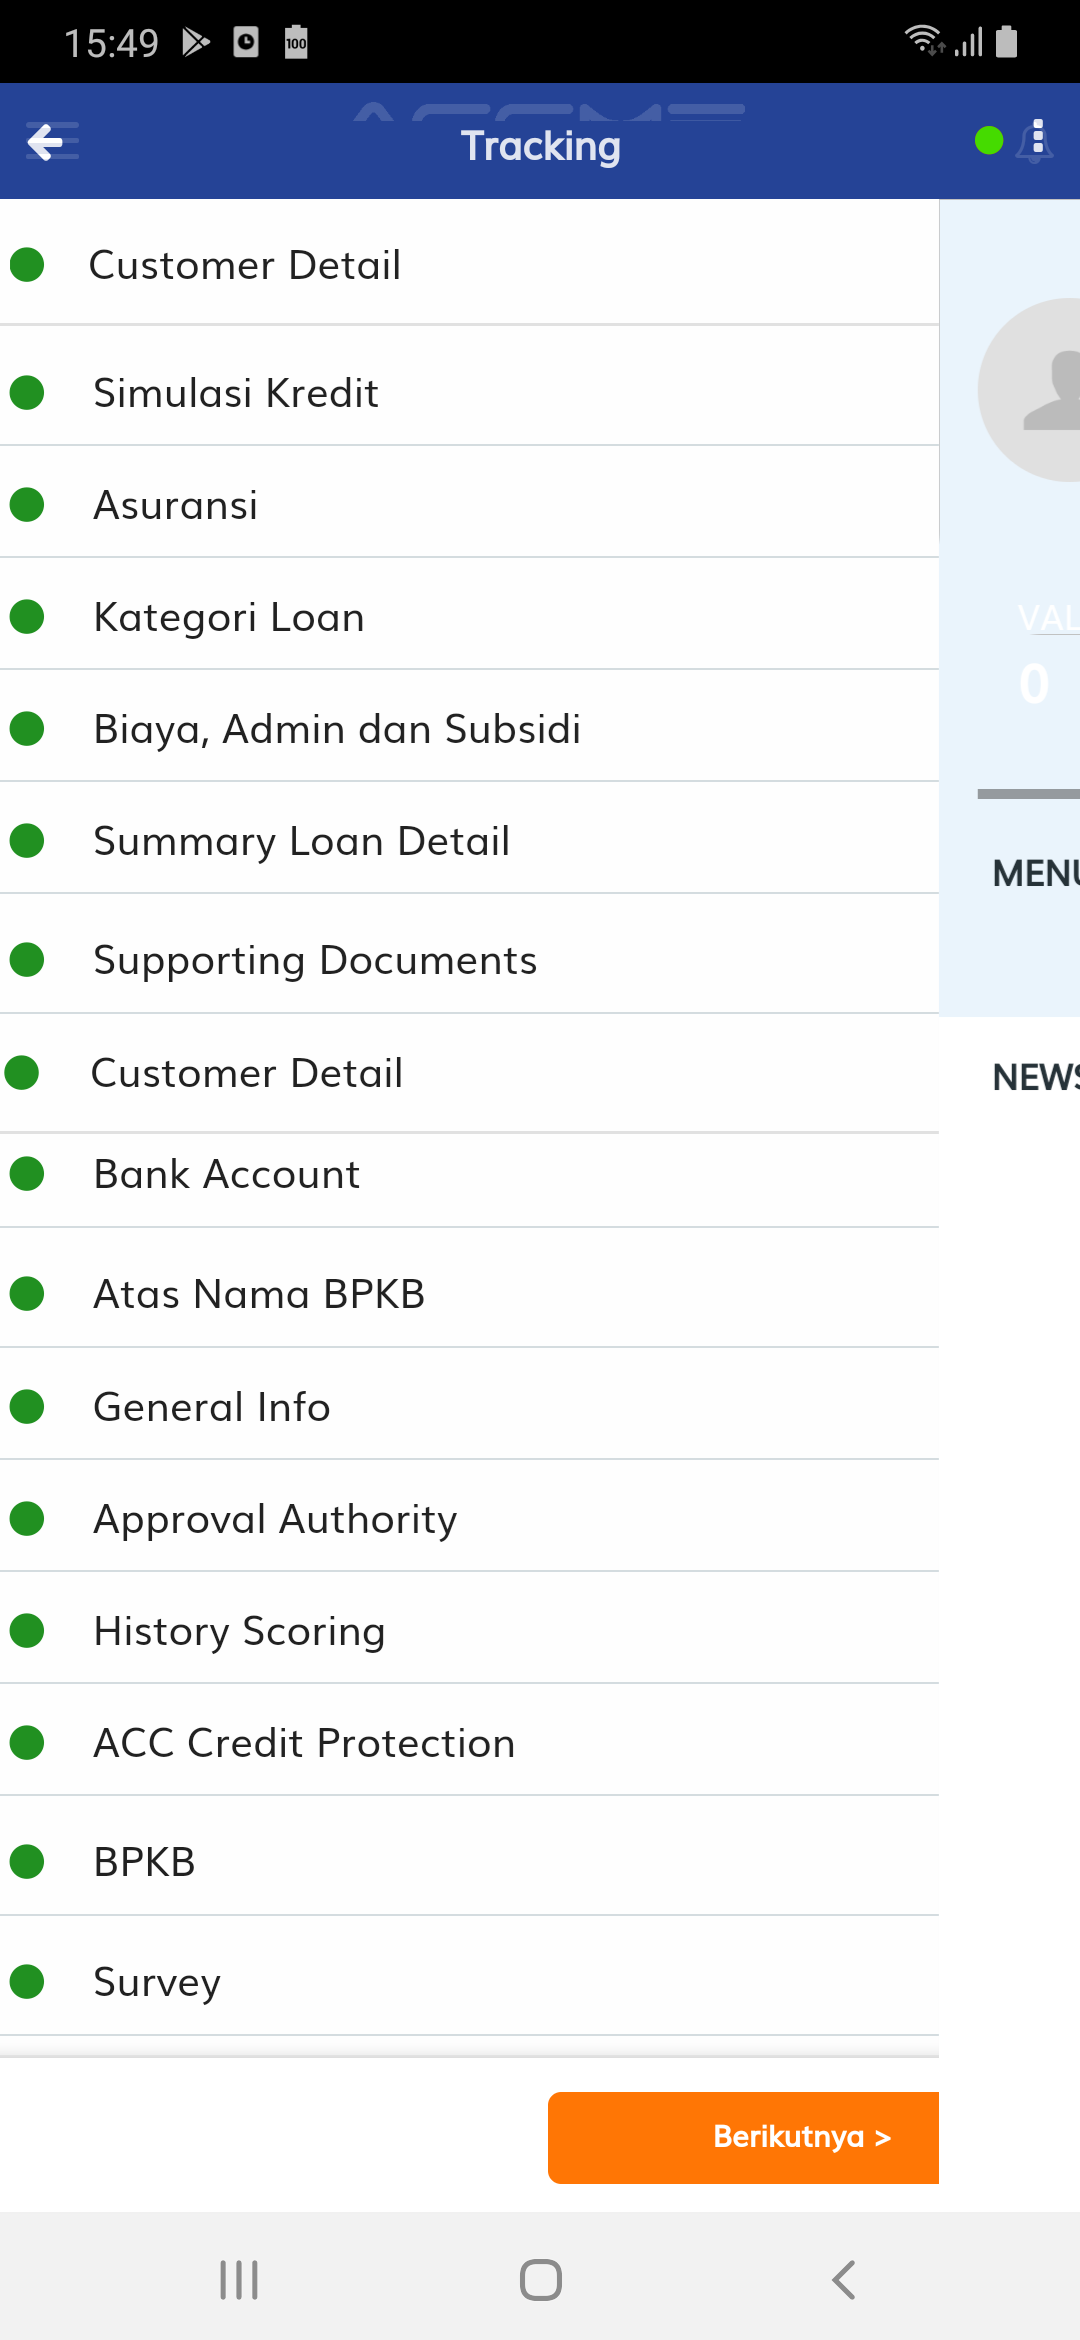 15:49
100
Tracking
Customer Detail
Simulasi Kredit
Asuransi
Kategori Loan
VAL
Biaya, Admin dan Subsidi
0
Summary Loan Detail
MENU
Supporting Documents
Customer Detail
NEWS
Bank Account
Atas Nama BPKB
General Info
Approval Authority
History Scoring
ACC Credit Protection
BPKB
Survey
Berikutnya >